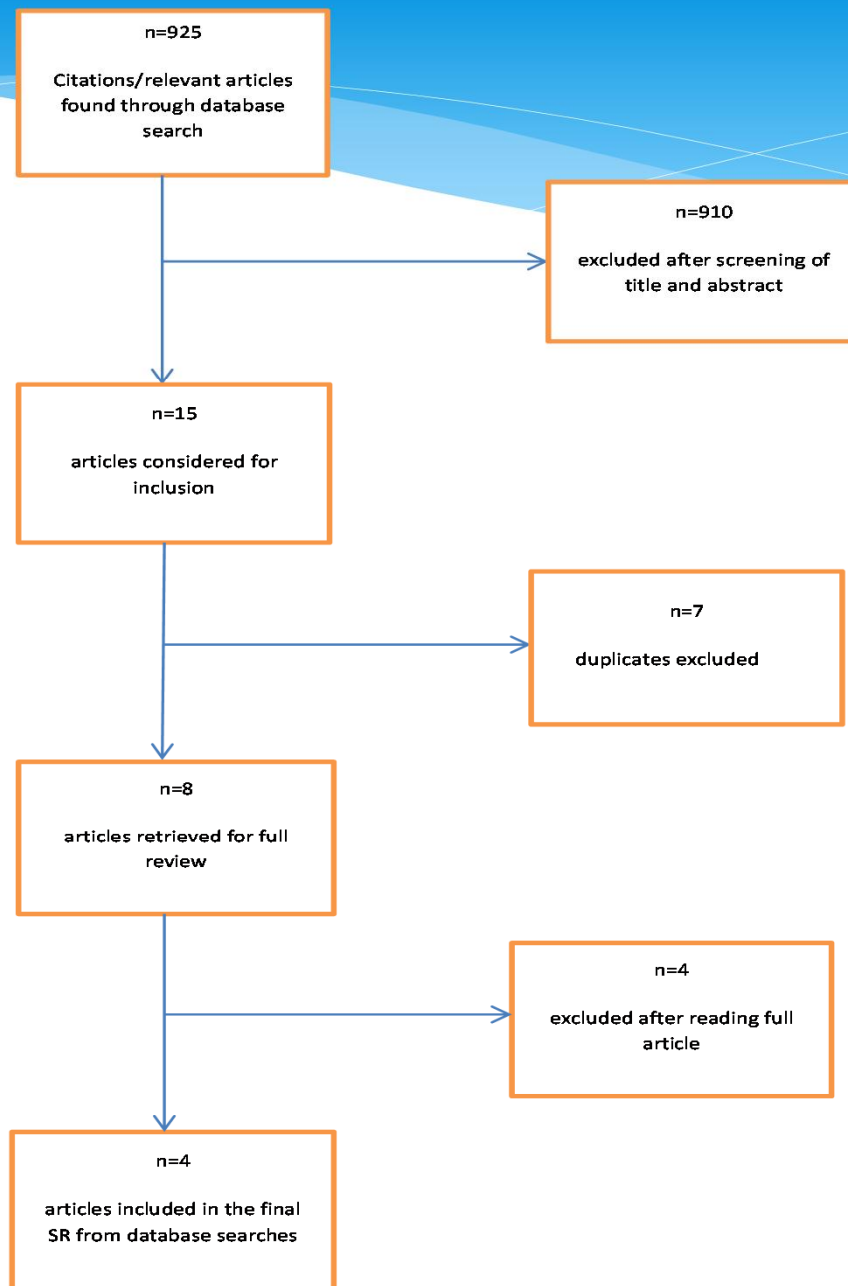 n=925
Citations/relevant articles
found through database
search
n=910
excluded after screening of
title and abstract
n=15
articles considered for
inclusion
n=7
duplicates excluded
n=8
articles retrieved for full
review
n=4
excluded after reading full
article
n=4
articles included in the final
SR from database searches